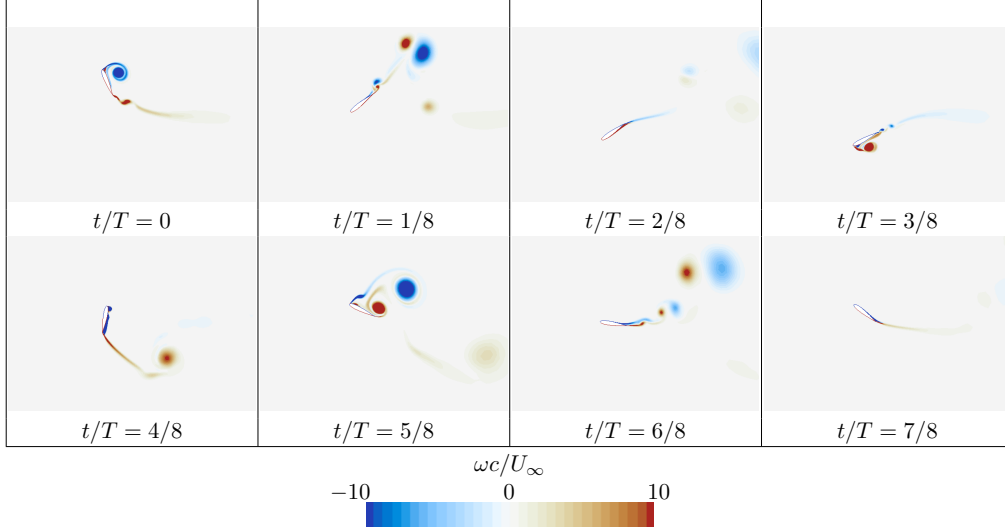 t/T = 0
t/T = 1/8
t/T = 2/8
t/T = 3/8
t/T = 4/8
t/T = 5/8
t/T = 6/8
t/T = 7/8
ωc/U∞
−10 0 10